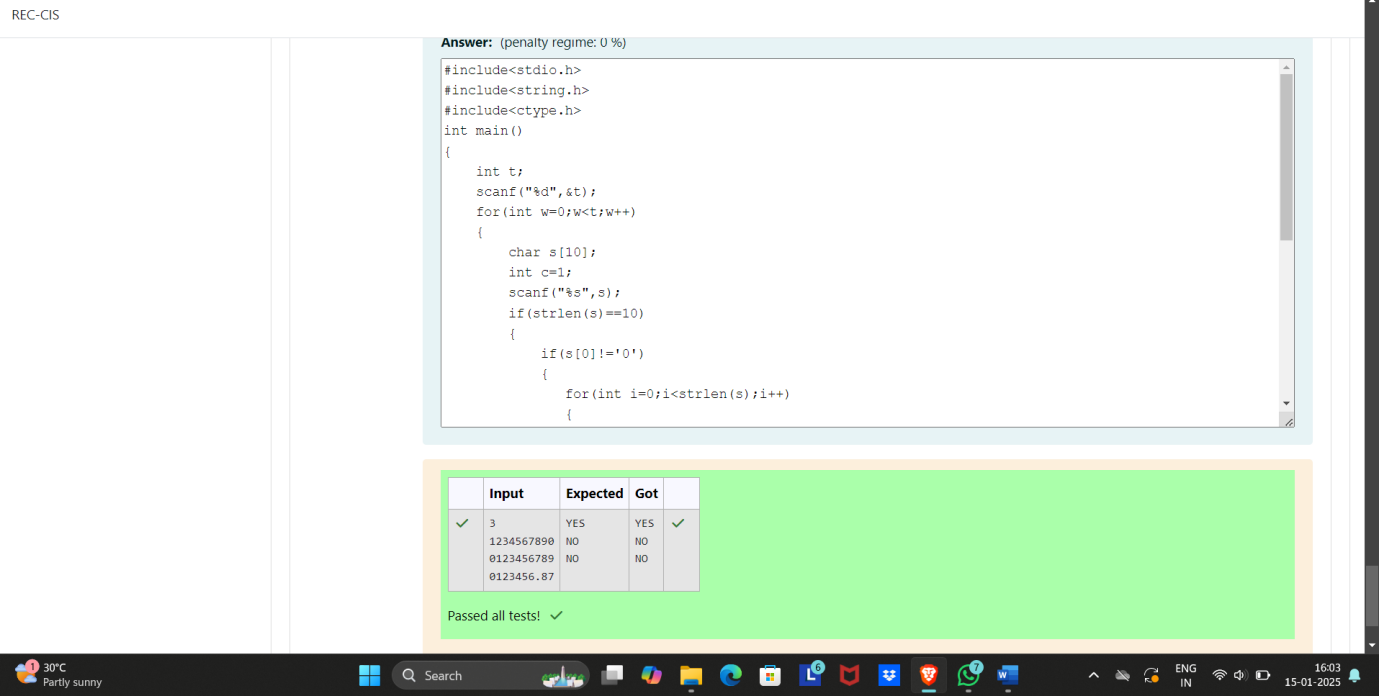 REC-CIS
Answer: (penalty regime: 0 %)
#include<stdio.h>
#include<string.h>
#include<ctype.h>
int main()
{
    int t;
    scanf("%d",&t);
    for(int w=0;w<t;w++)
    {
        char s[10];
        int c=1;
        scanf("%s",s);
        if(strlen(s)==10)
        {
            if(s[0]!='0')
            {
               for(int i=0;i<strlen(s);i++)
               {
Input Expected Got
3 YES YES
1234567890 NO NO
0123456789 NO NO
0123456.87
Passed all tests!
1 30°C
Partly sunny
Search
L 6
7
W
ENG
IN
16:03
15-01-2025